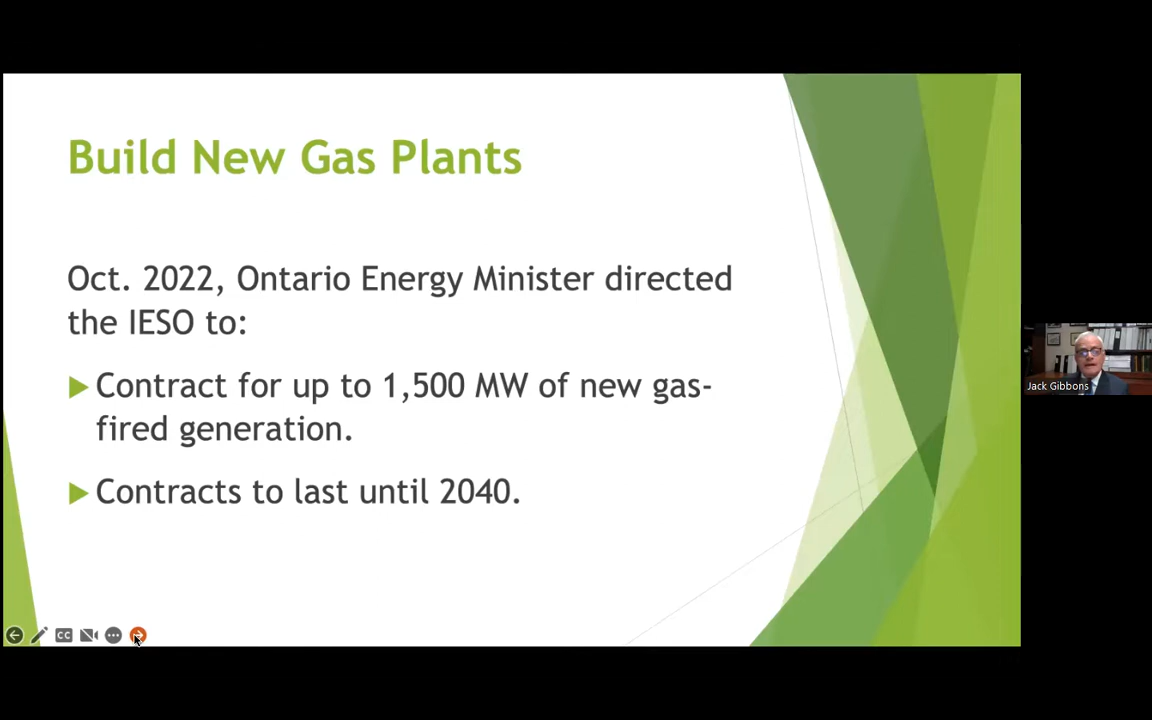 Build New Gas Plants
Oct. 2022, Ontario Energy Minister directed
the IESO to:
Contract for up to 1,500 MW of new gas-
fired generation.
Contracts to last until 2040.
Jack Gibbons
CC